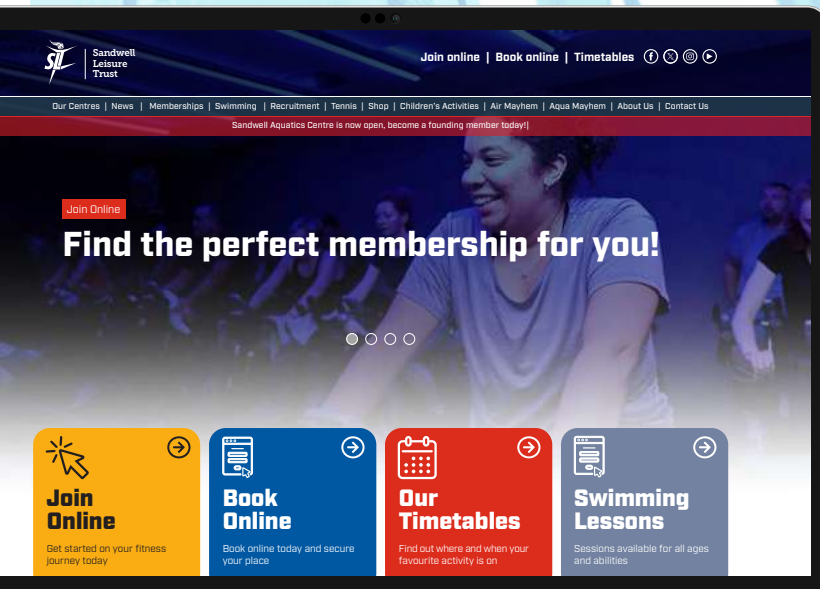 Sandwell
Leisure
Trust
Join online | Book online | Timetables
Our Centres | News | Memberships | Swimming | Recruitment | Tennis | Shop | Children's Activities | Air Mayhem | Aqua Mayhem | About Us | Contact Us
Sandwell Aquatics Centre is now open, become a founding member today!|
Join Online
Find the perfect membership for you!
Join
Online
Get started on your fitness
journey today
Book
Online
Book online today and secure
your place
Our
Timetables
Find out where and when your
favourite activity is on
Swimming
Lessons
Sessions available for all ages
and abilities